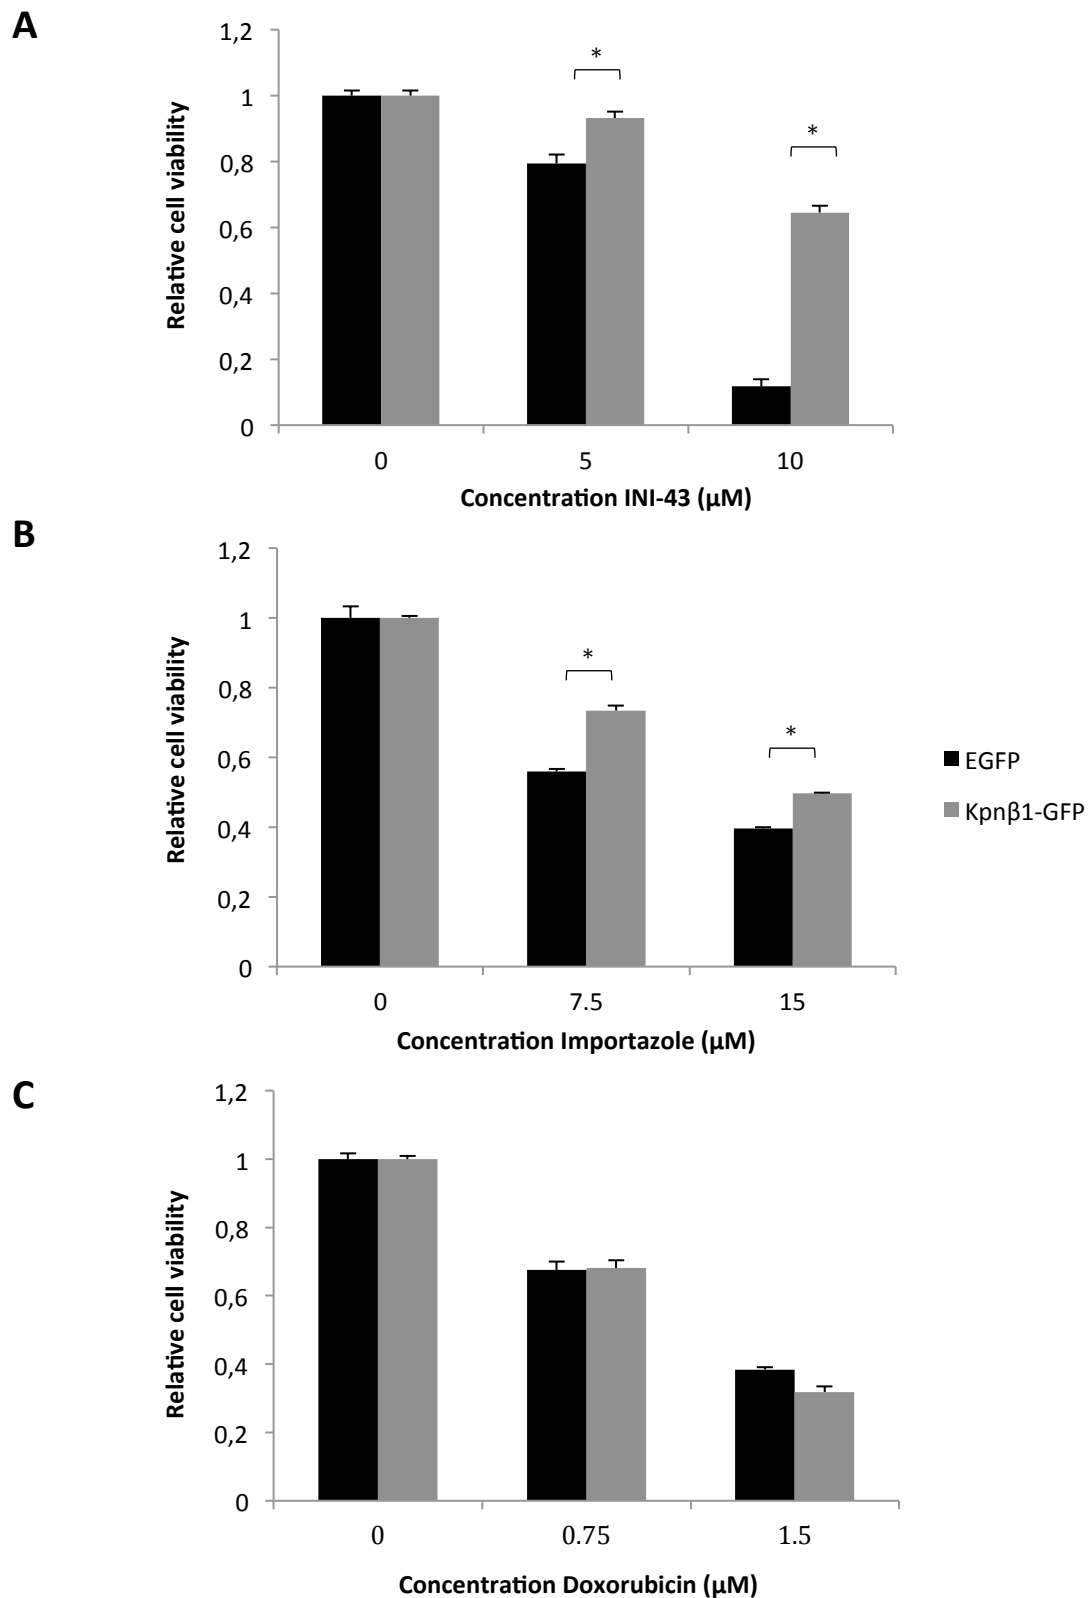 A
1,2
1
0,8
0,6
0,4
0,2
0
Relative cell viability
*
*
0 5 10
Concentration INI-43 (μM)
B
1,2
1
0,8
0,6
0,4
0,2
0
Relative cell viability
*
*
0 7.5 15
Concentration Importazole (μM)
EGFP
Kpnβ1-GFP
C
1,2
1
0,8
0,6
0,4
0,2
0
Relative cell viability
0 0.75 1.5
Concentration Doxorubicin (μM)